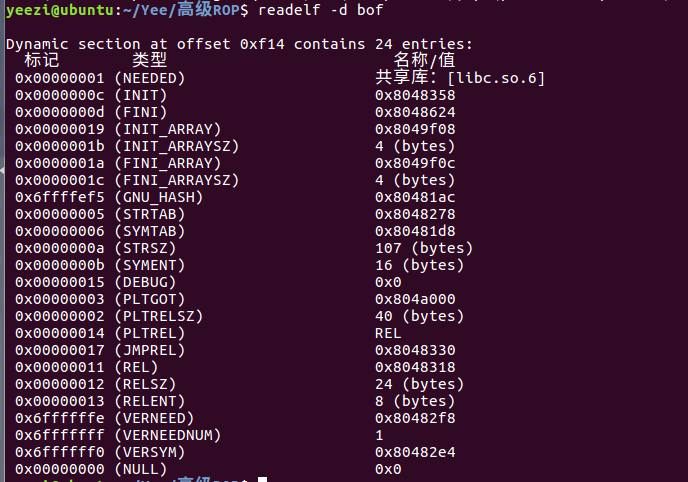 yeezi@ubuntu:~/Yee/高级ROP$ readelf -d bof
Dynamic section at offset 0xf14 contains 24 entries:
标记 类型 名称/值
0x00000001 (NEEDED) 共享库：[libc.so.6]
0x0000000c (INIT) 0x8048358
0x0000000d (FINI) 0x8048624
0x00000019 (INIT_ARRAY) 0x8049f08
0x0000001b (INIT_ARRAYSZ) 4 (bytes)
0x0000001a (FINI_ARRAY) 0x8049f0c
0x0000001c (FINI_ARRAYSZ) 4 (bytes)
0x6ffffef5 (GNU_HASH) 0x80481ac
0x00000005 (STRTAB) 0x8048278
0x00000006 (SYMTAB) 0x80481d8
0x0000000a (STRSZ) 107 (bytes)
0x0000000b (SYMENT) 16 (bytes)
0x00000015 (DEBUG) 0x0
0x00000003 (PLTGOT) 0x804a000
0x00000002 (PLTRELSZ) 40 (bytes)
0x00000014 (PLTREL) REL
0x00000017 (JMPREL) 0x8048330
0x00000011 (REL) 0x8048318
0x00000012 (RELSZ) 24 (bytes)
0x00000013 (RELENT) 8 (bytes)
0x6ffffffe (VERNEED) 0x80482f8
0x6fffffff (VERNEEDNUM) 1
0x6ffffff0 (VERSYM) 0x80482e4
0x00000000 (NULL) 0x0
yeezi@ubuntu:~/Yee/高级ROP$